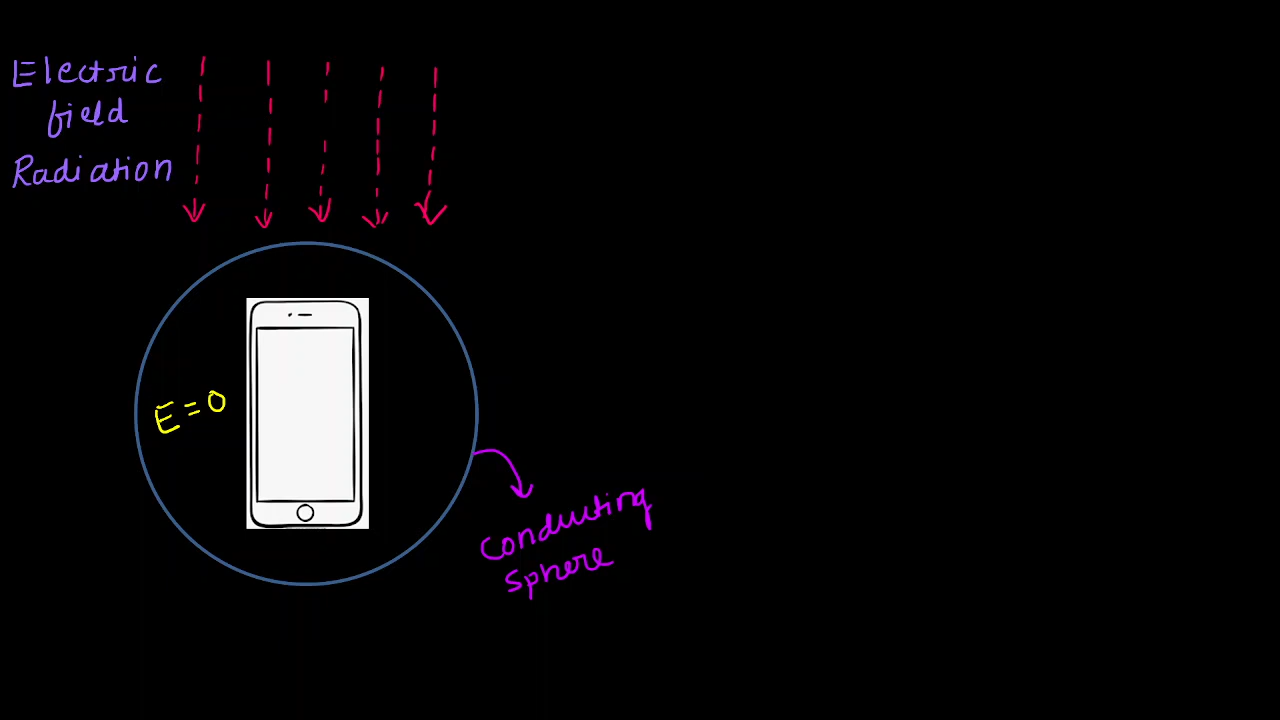 Electric
field
Radiation
E=0
Conducting
Sphere